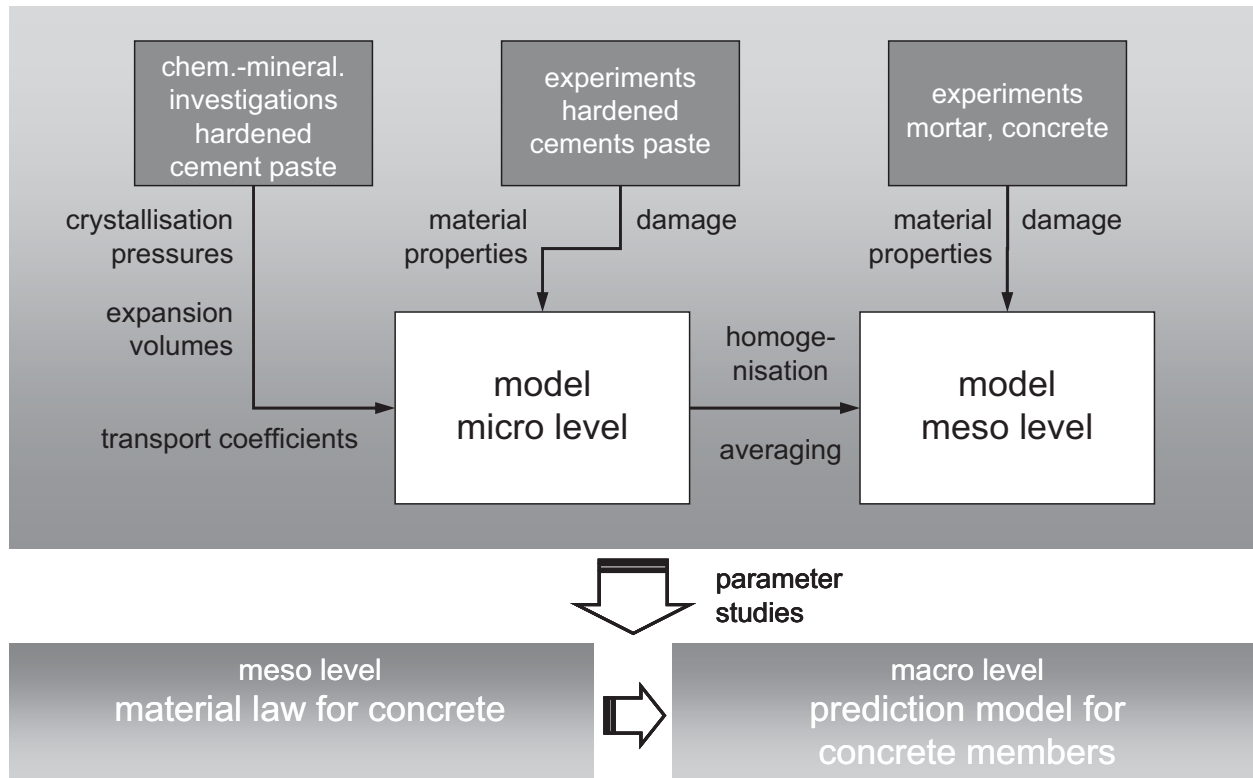 chem.-mineral.
investigations
hardened
cement paste
experiments
hardened
cements paste
experiments
mortar, concrete
crystallisation
pressures
expansion
volumes
transport coefficients
material
properties
damage
material
properties
damage
model
micro level
homoge-
nisation
averaging
model
meso level
parameter
studies
meso level
material law for concrete
macro level
prediction model for
concrete members